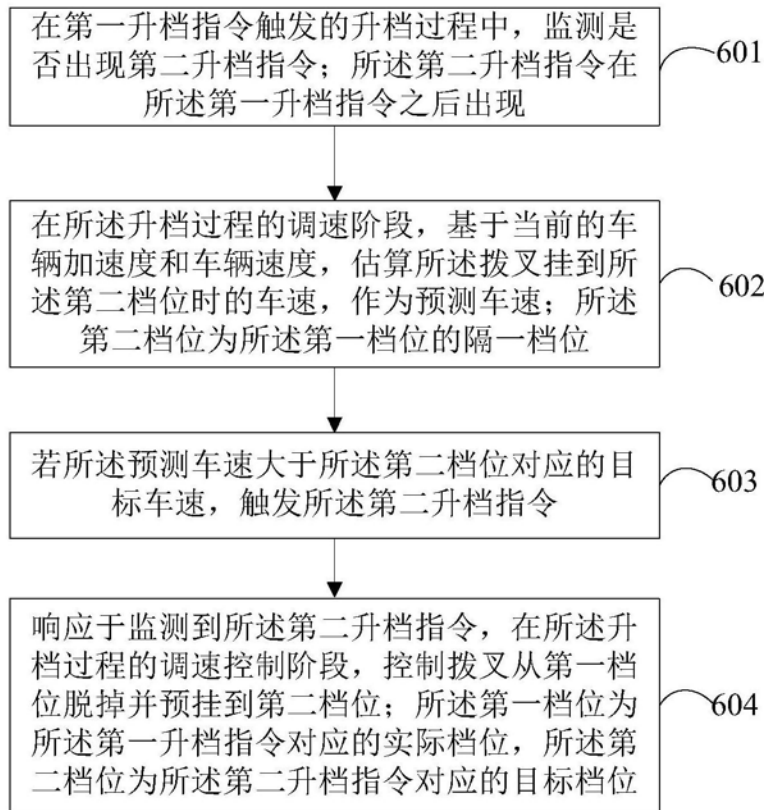 在第一升档指令触发的升档过程中，监测是
否出现第二升档指令；所述第二升档指令在
所述第一升档指令之后出现
601
在所述升档过程的调速阶段，基于当前的车
辆加速度和车辆速度，估算所述拨叉挂到所
述第二档位时的车速，作为预测车速；所述
第二档位为所述第一档位的隔一档位
602
若所述预测车速大于所述第二档位对应的目
标车速，触发所述第二升档指令
603
响应于监测到所述第二升档指令，在所述升
档过程的调速控制阶段，控制拨叉从第一档
位脱掉并预挂到第二档位；所述第一档位为
所述第一升档指令对应的实际档位，所述第
二档位为所述第二升档指令对应的目标档位
604